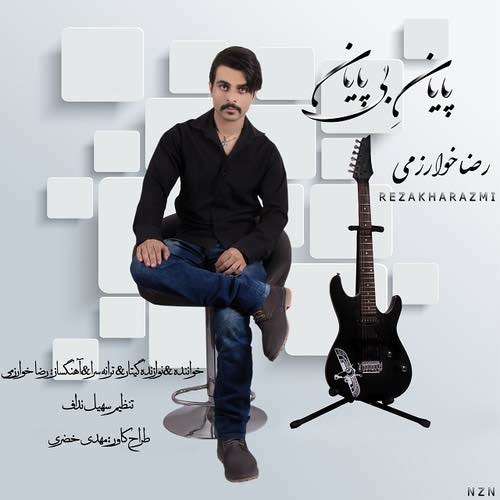 پایان بی پایان
رضا خوارزمی
REZAKHARAZMI
خواننده & نوازنده گیتار & ترانه سرا & آهنگساز: رضا خوارزمی
تنظیم سهیل نداف
طراح کاور: مهدی خضری
NZN